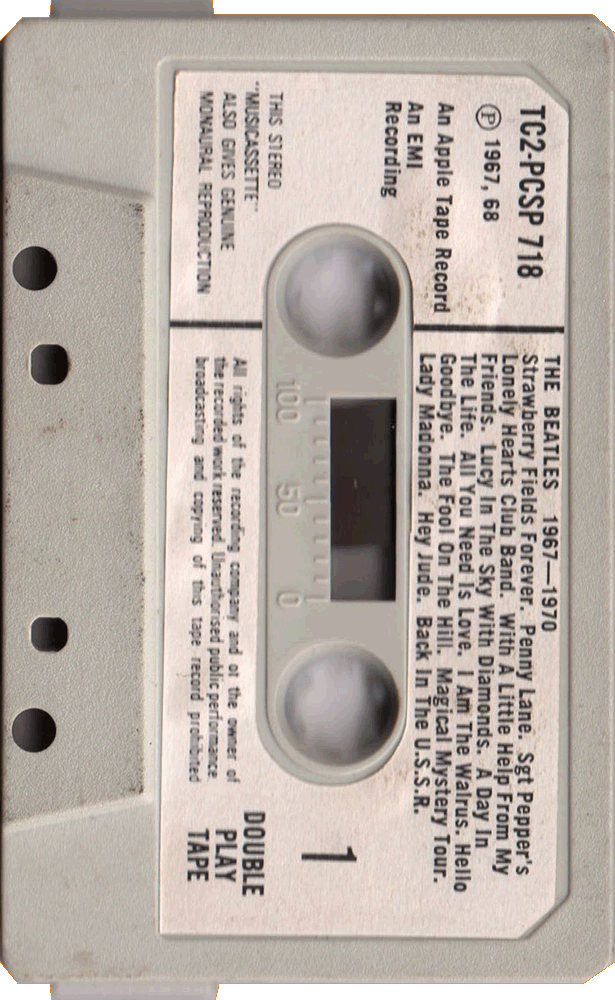 TC2-PCSP 718
Ⓟ 1967, 68
An Apple Tape Record
An EMI
Recording
THIS STEREO
"MUSICASSETTE"
ALSO GIVES GENUINE
MONAURAL REPRODUCTION
THE BEATLES 1967—1970
Strawberry Fields Forever. Penny Lane. Sgt Pepper's
Lonely Hearts Club Band. With A Little Help From My
Friends. Lucy In The Sky With Diamonds. A Day In
The Life. All You Need Is Love. I Am The Walrus. Hello
Goodbye. The Fool On The Hill. Magical Mystery Tour.
Lady Madonna. Hey Jude. Back In The U.S.S.R.
100 50 0
All rights of the recording company and of the owner of
the recorded work reserved. Unauthorised public performance
broadcasting and copying of this tape record prohibited
1
DOUBLE
PLAY
TAPE